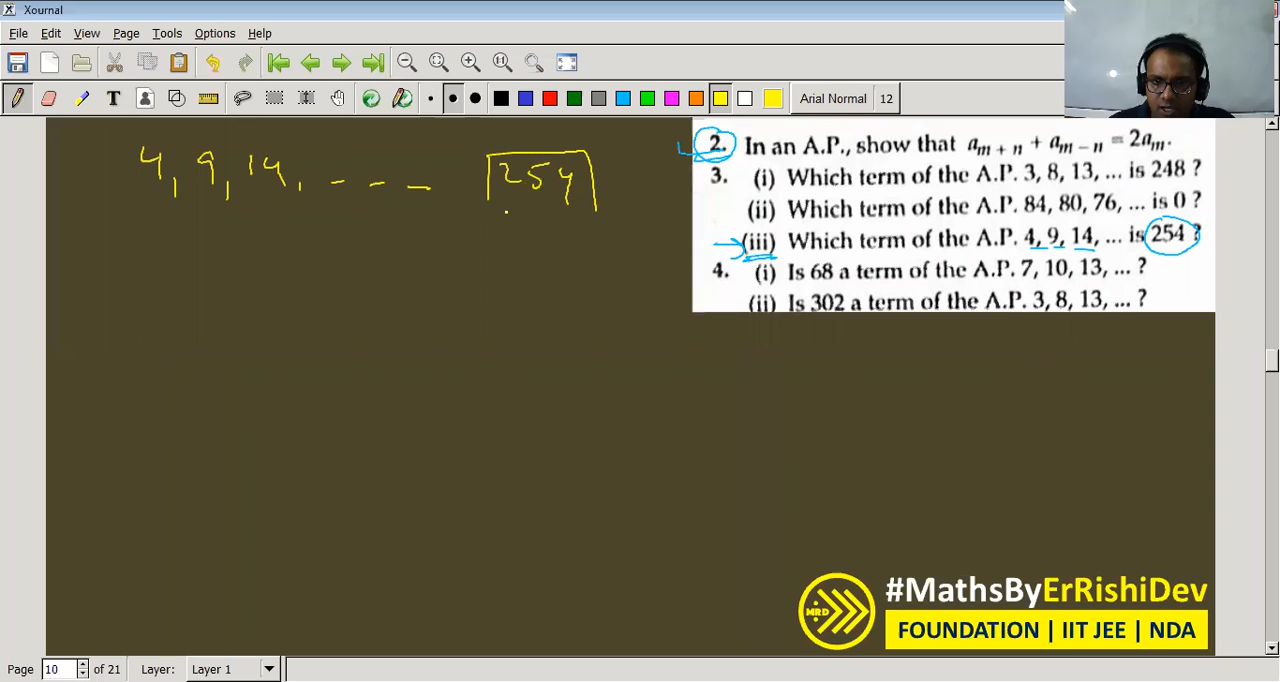 Xournal
File Edit View Page Tools Options Help
T Arial Normal 12
4, 9, 14, - - - 254
2. In an A.P., show that aₘ₊ₙ + aₘ₋ₙ = 2aₘ.
3. (i) Which term of the A.P. 3, 8, 13, ... is 248 ?
(ii) Which term of the A.P. 84, 80, 76, ... is 0 ?
(iii) Which term of the A.P. 4, 9, 14, ... is 254 ?
4. (i) Is 68 a term of the A.P. 7, 10, 13, ... ?
(ii) Is 302 a term of the A.P. 3, 8, 13, ... ?
MRD
#MathsByErRishiDev
FOUNDATION | IIT JEE | NDA
Page 10 of 21 Layer: Layer 1